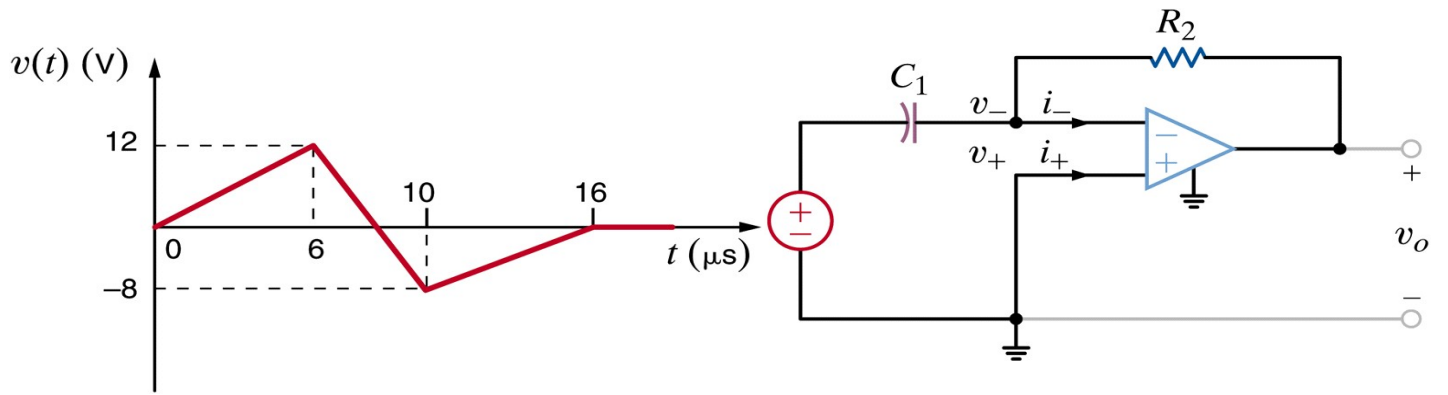 v(t) (V)
12
10
16
0
6
t (μs)
–8
R₂
C₁
v₋
i₋
v₊
i₊
−
+
+
−
+
vₒ
−